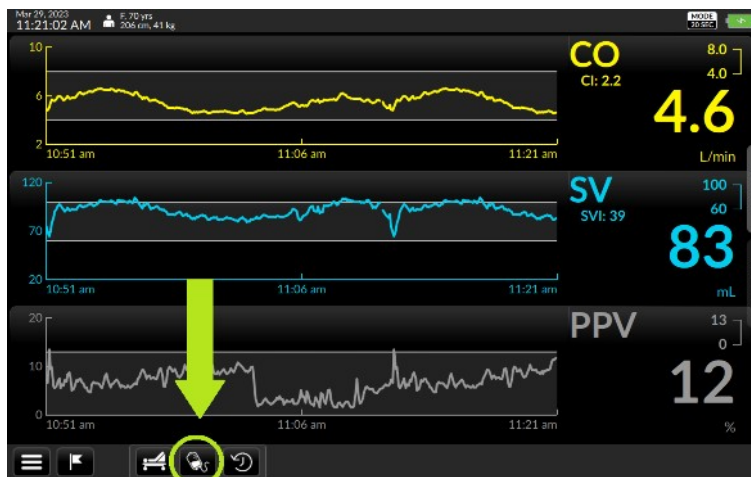 Mar 29, 2023
11:21:02 AM
F, 70 yrs
206 cm, 41 kg
MODE
20 SEC
10
6
2
10:51 am 11:06 am 11:21 am
CO
CI: 2.2
8.0
4.0
4.6
L/min
120
70
20
10:51 am 11:06 am 11:21 am
SV
SVI: 39
100
60
83
mL
20
10
0
10:51 am 11:06 am 11:21 am
PPV
13
0
12
%